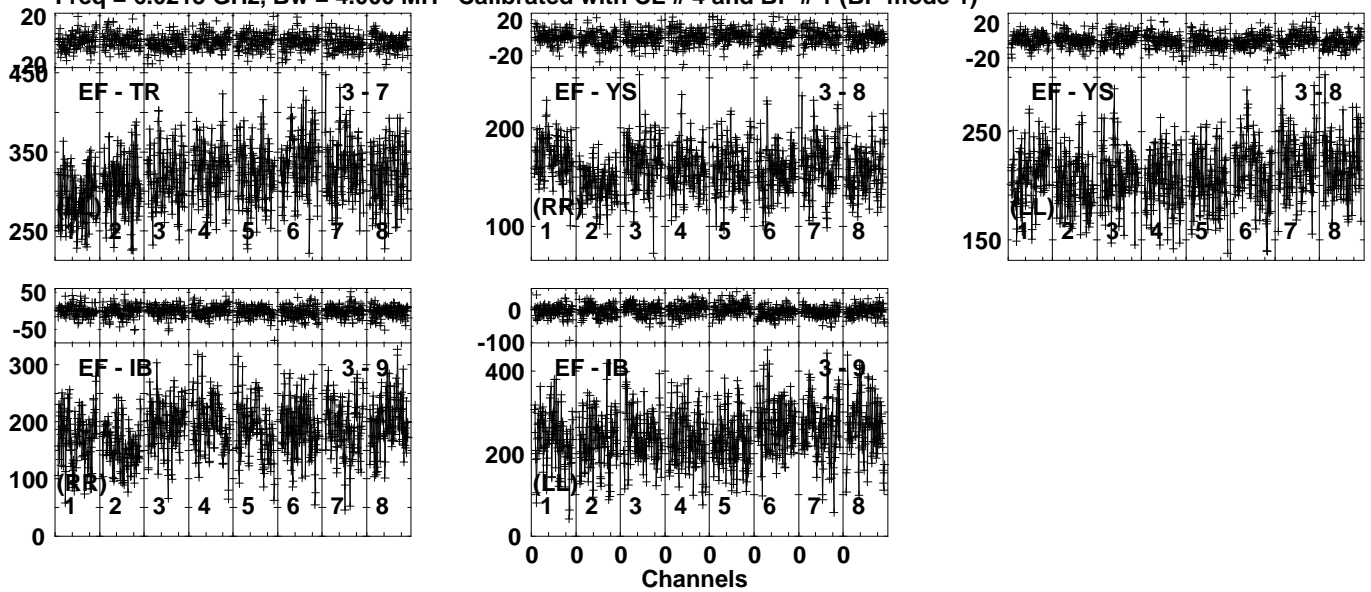 20
-20
450
350
250
EF - TR 3 - 7
1 2 3 4 5 6 7 8
20
-20
200
100
EF - YS 3 - 8
(RR)
1 2 3 4 5 6 7 8
20
-20
250
150
EF - YS 3 - 8
(LL)
1 2 3 4 5 6 7 8
50
-50
300
200
100
0
EF - IB 3 - 9
(RR)
1 2 3 4 5 6 7 8
0
-100
400
200
0
EF - IB 3 - 9
(LL)
1 2 3 4 5 6 7 8
0 0 0 0 0 0 0 0
Channels